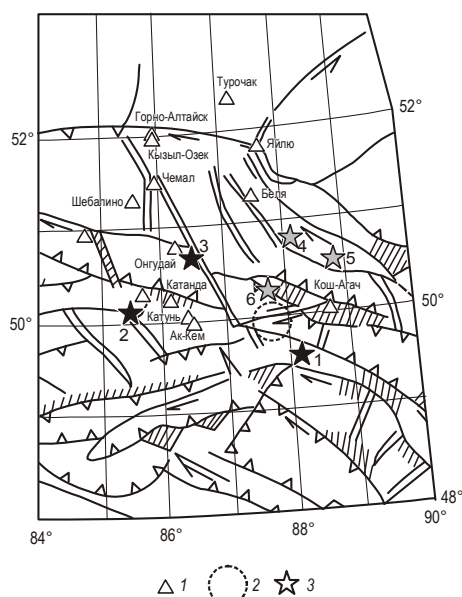 Турочак
52°
Горно-Алтайск
52°
Кызыл-Озек
Яйлю
Чемал
Беля
Шебалино
4
3
5
Онгудай
Катанда
6
Кош-Агач
50°
50°
Катунь
2
Ак-Кем
1
48°
84°
86°
88°
90°
1
2
3